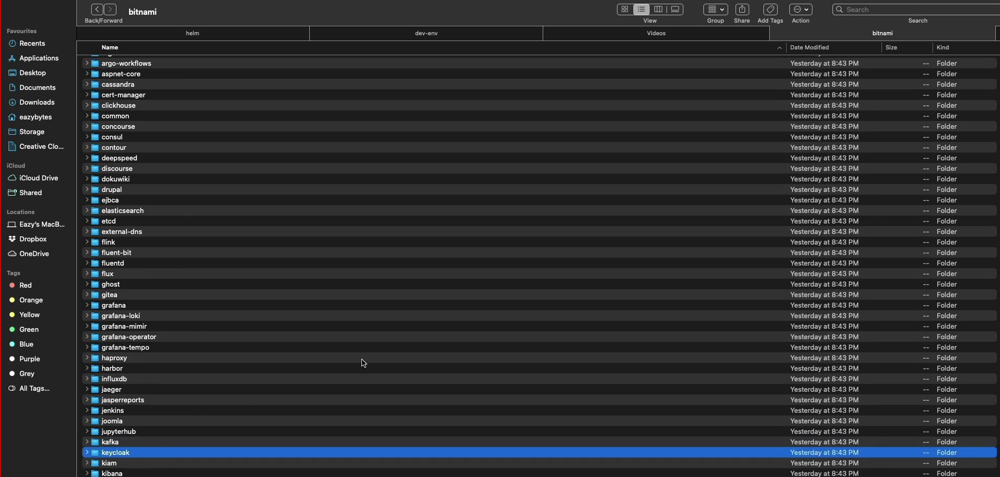 bitnami
Back/Forward
View
Group
Share
Add Tags
Action
Search
Search
Favourites
Recents
Applications
Desktop
Documents
Downloads
eazybytes
Storage
Creative Clo...
iCloud
iCloud Drive
Shared
Locations
Eazy's MacB...
Dropbox
OneDrive
Tags
Red
Orange
Yellow
Green
Blue
Purple
Grey
All Tags...
helm dev-env Videos bitnami
Name Date Modified Size Kind
argo-workflows Yesterday at 8:43 PM -- Folder
aspnet-core Yesterday at 8:43 PM -- Folder
cassandra Yesterday at 8:43 PM -- Folder
cert-manager Yesterday at 8:43 PM -- Folder
clickhouse Yesterday at 8:43 PM -- Folder
common Yesterday at 8:43 PM -- Folder
concourse Yesterday at 8:43 PM -- Folder
consul Yesterday at 8:43 PM -- Folder
contour Yesterday at 8:43 PM -- Folder
deepspeed Yesterday at 8:43 PM -- Folder
discourse Yesterday at 8:43 PM -- Folder
dokuwiki Yesterday at 8:43 PM -- Folder
drupal Yesterday at 8:43 PM -- Folder
ejbca Yesterday at 8:43 PM -- Folder
elasticsearch Yesterday at 8:43 PM -- Folder
etcd Yesterday at 8:43 PM -- Folder
external-dns Yesterday at 8:43 PM -- Folder
flink Yesterday at 8:43 PM -- Folder
fluent-bit Yesterday at 8:43 PM -- Folder
fluentd Yesterday at 8:43 PM -- Folder
flux Yesterday at 8:43 PM -- Folder
ghost Yesterday at 8:43 PM -- Folder
gitea Yesterday at 8:43 PM -- Folder
grafana Yesterday at 8:43 PM -- Folder
grafana-loki Yesterday at 8:43 PM -- Folder
grafana-mimir Yesterday at 8:43 PM -- Folder
grafana-operator Yesterday at 8:43 PM -- Folder
grafana-tempo Yesterday at 8:43 PM -- Folder
haproxy Yesterday at 8:43 PM -- Folder
harbor Yesterday at 8:43 PM -- Folder
influxdb Yesterday at 8:43 PM -- Folder
jaeger Yesterday at 8:43 PM -- Folder
jasperreports Yesterday at 8:43 PM -- Folder
jenkins Yesterday at 8:43 PM -- Folder
joomla Yesterday at 8:43 PM -- Folder
jupyterhub Yesterday at 8:43 PM -- Folder
kafka Yesterday at 8:43 PM -- Folder
keycloak Yesterday at 8:43 PM -- Folder
kiam Yesterday at 8:43 PM -- Folder
kibana Yesterday at 8:43 PM -- Folder